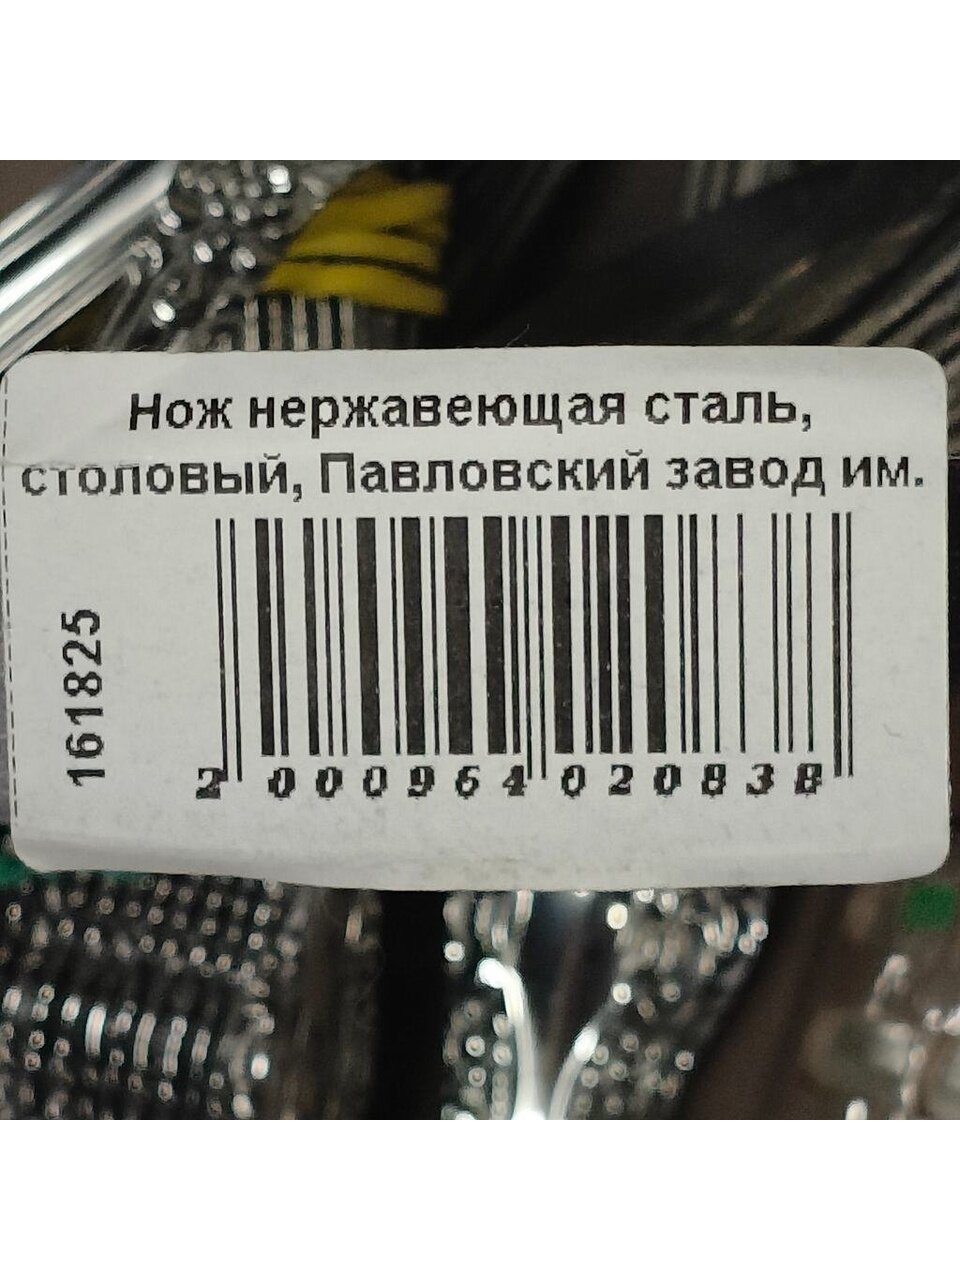 Нож нержавеющая сталь,
столовый, Павловский завод им.
161825
2 000964 020838